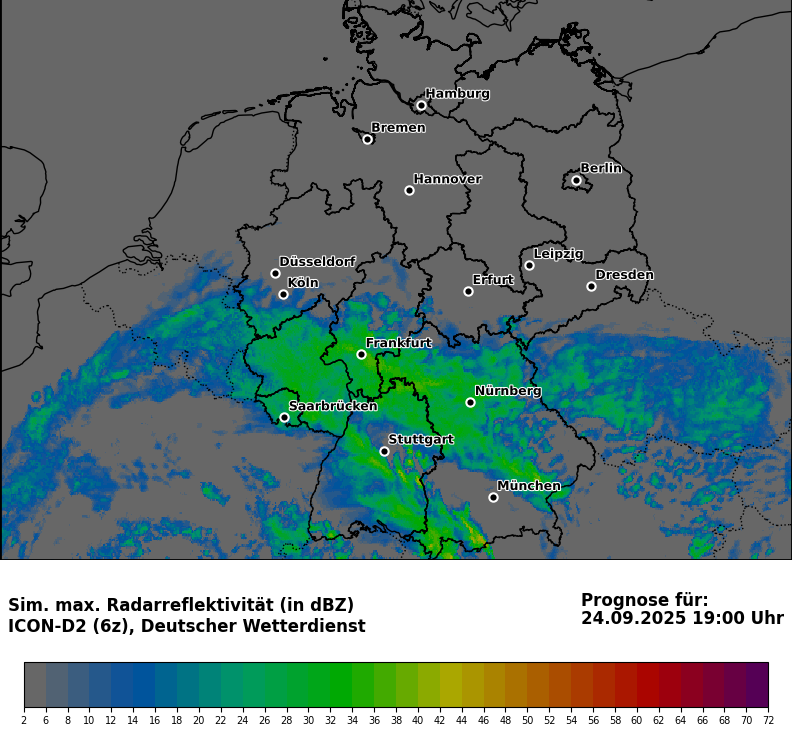 Hamburg
Bremen
Berlin
Hannover
Leipzig
Düsseldorf
Dresden
Köln
Erfurt
Frankfurt
Nürnberg
Saarbrücken
Stuttgart
München
Sim. max. Radarreflektivität (in dBZ)
ICON-D2 (6z), Deutscher Wetterdienst
Prognose für:
24.09.2025 19:00 Uhr
2 6 8 10 12 14 16 18 20 22 24 26 28 30 32 34 36 38 40 42 44 46 48 50 52 54 56 58 60 62 64 66 68 70 72